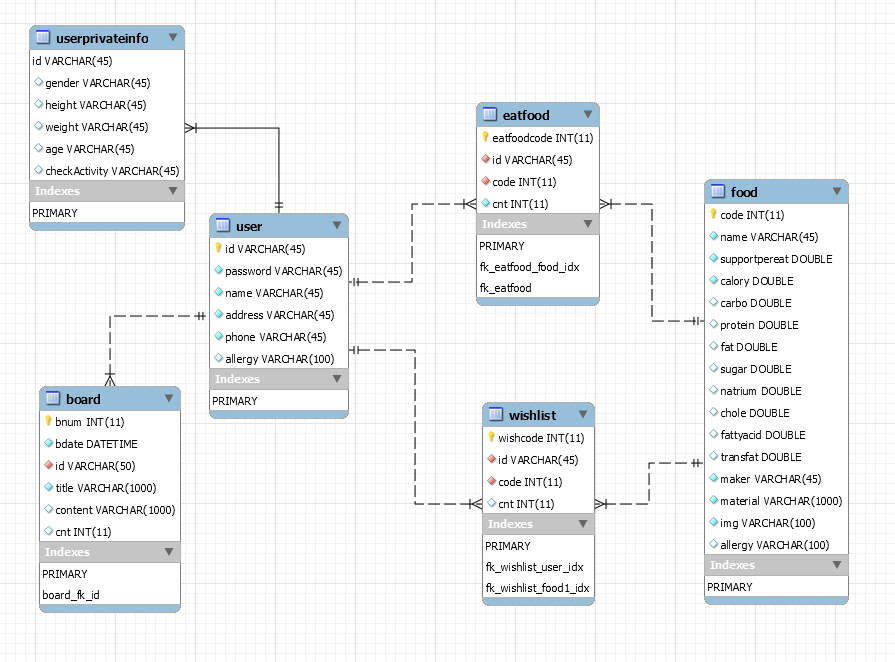 userprivateinfo
id VARCHAR(45)
gender VARCHAR(45)
height VARCHAR(45)
weight VARCHAR(45)
age VARCHAR(45)
checkActivity VARCHAR(45)
Indexes
PRIMARY
user
id VARCHAR(45)
password VARCHAR(45)
name VARCHAR(45)
address VARCHAR(45)
phone VARCHAR(45)
allergy VARCHAR(100)
Indexes
PRIMARY
board
bnum INT(11)
bdate DATETIME
id VARCHAR(50)
title VARCHAR(1000)
content VARCHAR(1000)
cnt INT(11)
Indexes
PRIMARY
board_fk_id
eatfood
eatfoodcode INT(11)
id VARCHAR(45)
code INT(11)
cnt INT(11)
Indexes
PRIMARY
fk_eatfood_food_idx
fk_eatfood
wishlist
wishcode INT(11)
id VARCHAR(45)
code INT(11)
cnt INT(11)
Indexes
PRIMARY
fk_wishlist_user_idx
fk_wishlist_food1_idx
food
code INT(11)
name VARCHAR(45)
supportpereat DOUBLE
calory DOUBLE
carbo DOUBLE
protein DOUBLE
fat DOUBLE
sugar DOUBLE
natrium DOUBLE
chole DOUBLE
fattyacid DOUBLE
transfat DOUBLE
maker VARCHAR(45)
material VARCHAR(1000)
img VARCHAR(100)
allergy VARCHAR(100)
Indexes
PRIMARY